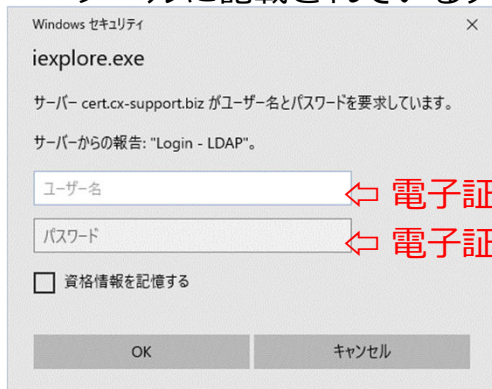 Windows セキュリティ
iexplore.exe
サーバー cert.cx-support.biz がユーザー名とパスワードを要求しています。
サーバーからの報告: "Login - LDAP"。
ユーザー名 ⇦ 電子証
パスワード ⇦ 電子証
資格情報を記憶する
OK キャンセル